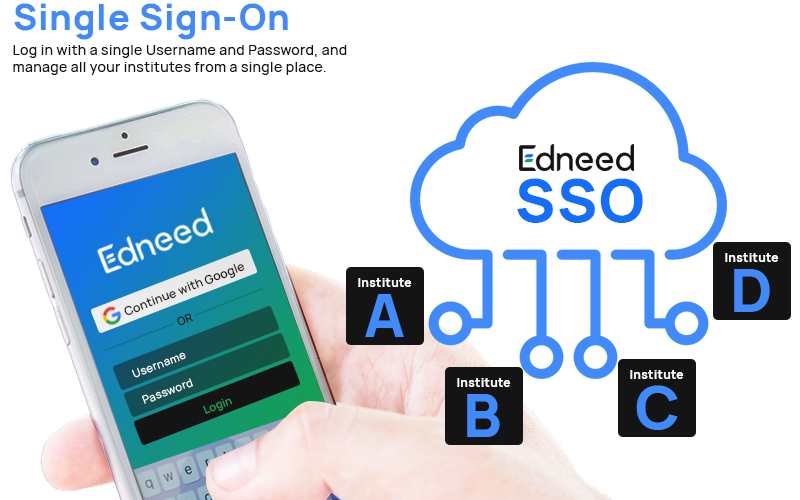 Single Sign-On
Log in with a single Username and Password, and
manage all your institutes from a single place.
Edneed
Continue with Google
OR
Username
Password
Login
q w e r
Edneed
SSO
Institute
A
Institute
B
Institute
C
Institute
D